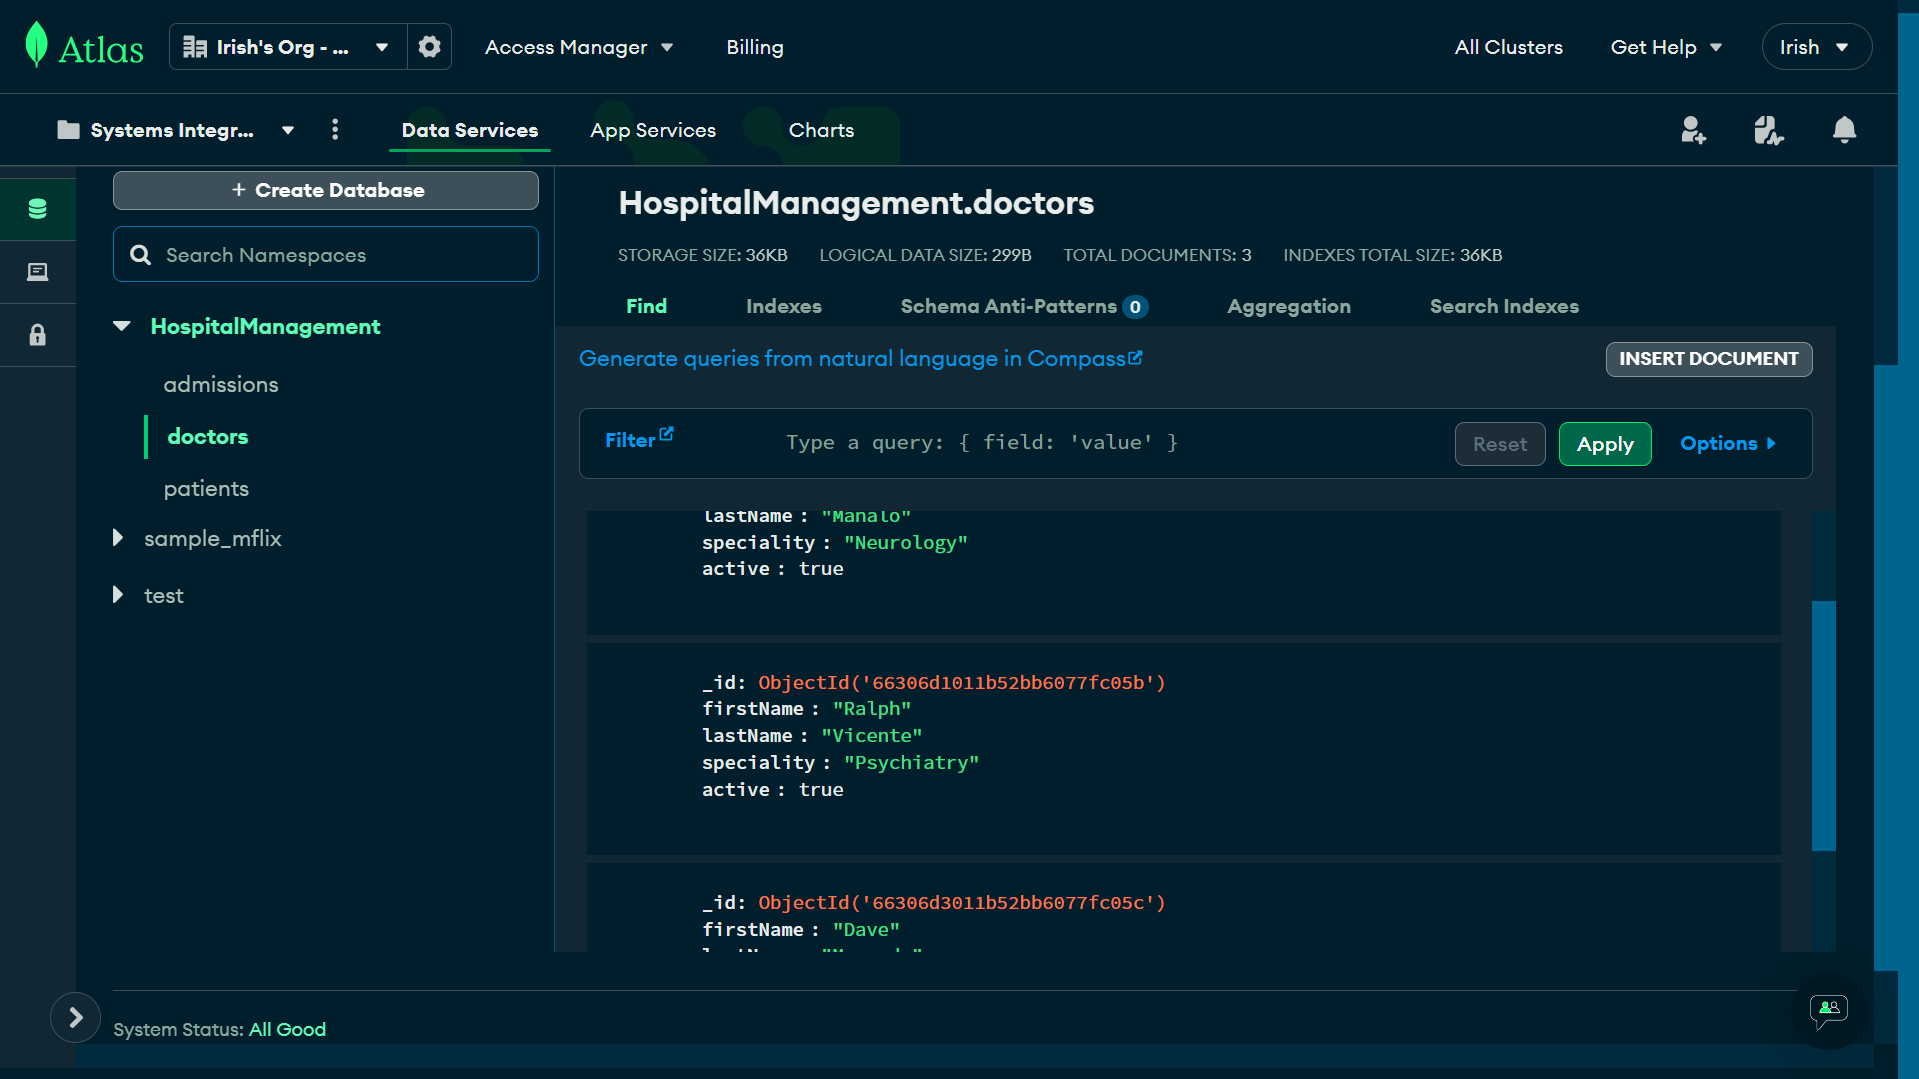 Atlas
Irish's Org - ...
Access Manager
Billing
All Clusters
Get Help
Irish
Systems Integr...
Data Services
App Services
Charts
+ Create Database
Search Namespaces
HospitalManagement
admissions
doctors
patients
sample_mflix
test
HospitalManagement.doctors
STORAGE SIZE: 36KB LOGICAL DATA SIZE: 299B TOTAL DOCUMENTS: 3 INDEXES TOTAL SIZE: 36KB
Find Indexes Schema Anti-Patterns 0 Aggregation Search Indexes
Generate queries from natural language in Compass
INSERT DOCUMENT
Filter
Type a query: { field: 'value' }
Reset
Apply
Options
lastName : "Manalo"
speciality : "Neurology"
active : true
_id: ObjectId('66306d1011b52bb6077fc05b')
firstName : "Ralph"
lastName : "Vicente"
speciality : "Psychiatry"
active : true
_id: ObjectId('66306d3011b52bb6077fc05c')
firstName : "Dave"
System Status: All Good